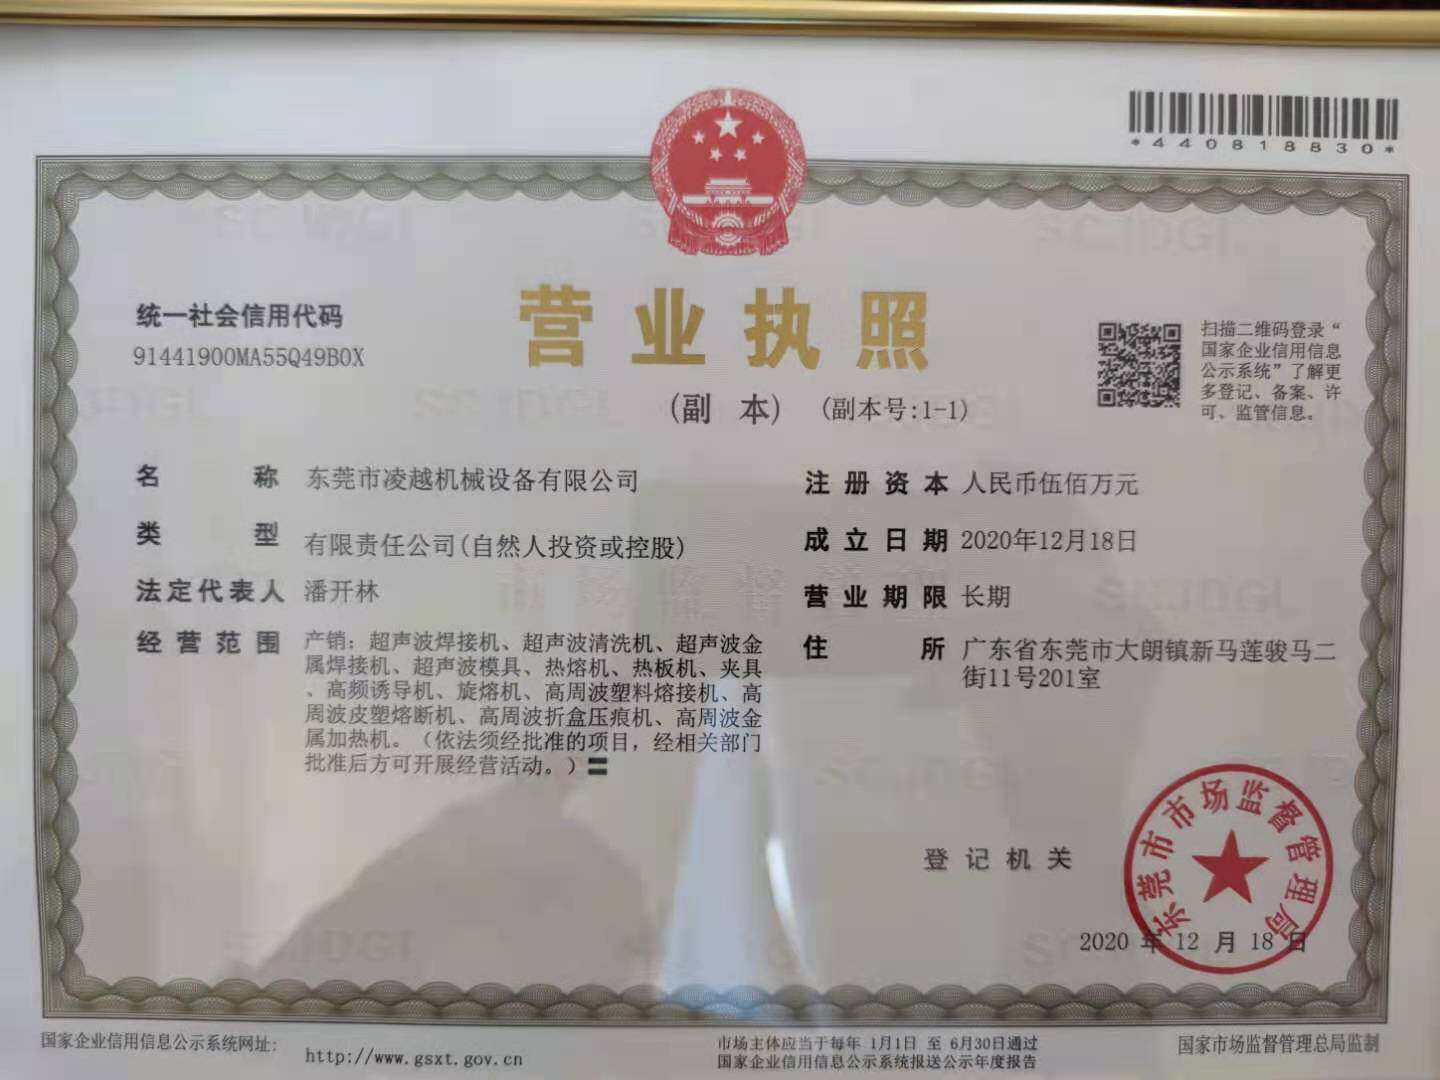 *440818830*
统一社会信用代码
91441900MA55Q49B0X
营业执照
(副 本) (副本号:1-1)
扫描二维码登录“
国家企业信用信息
公示系统”了解更
多登记、备案、许
可、监管信息。
名 称 东莞市凌越机械设备有限公司
类 型 有限责任公司(自然人投资或控股)
法定代表人 潘开林
经营范围 产销：超声波焊接机、超声波清洗机、超声波金
属焊接机、超声波模具、热熔机、热板机、夹具
、高频诱导机、旋熔机、高周波塑料熔接机、高
周波皮塑熔断机、高周波折盒压痕机、高周波金
属加热机。（依法须经批准的项目，经相关部门
批准后方可开展经营活动。）
注册资本 人民币伍佰万元
成立日期 2020年12月18日
营业期限 长期
住 所 广东省东莞市大朗镇新马莲骏马二
街11号201室
登记机关
东莞市市场监督管理局
2020 年 12 月 18 日
国家企业信用信息公示系统网址: http://www.gsxt.gov.cn
市场主体应当于每年 1月1日 至 6月30日通过
国家企业信用信息公示系统报送公示年度报告
国家市场监督管理总局监制